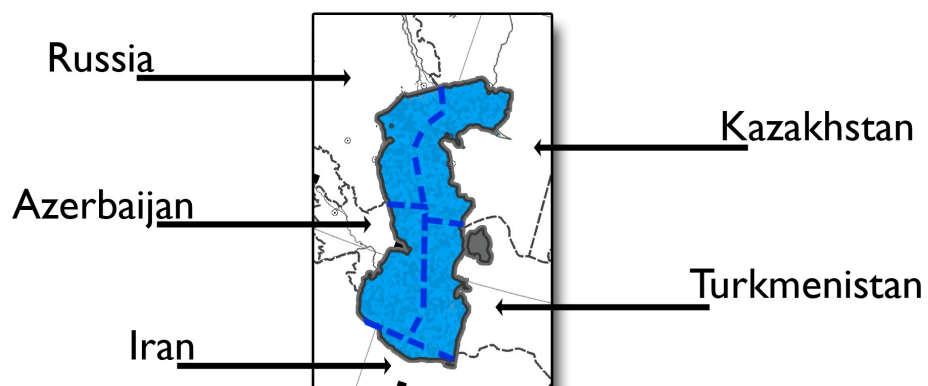 Russia
Kazakhstan
Azerbaijan
Turkmenistan
Iran